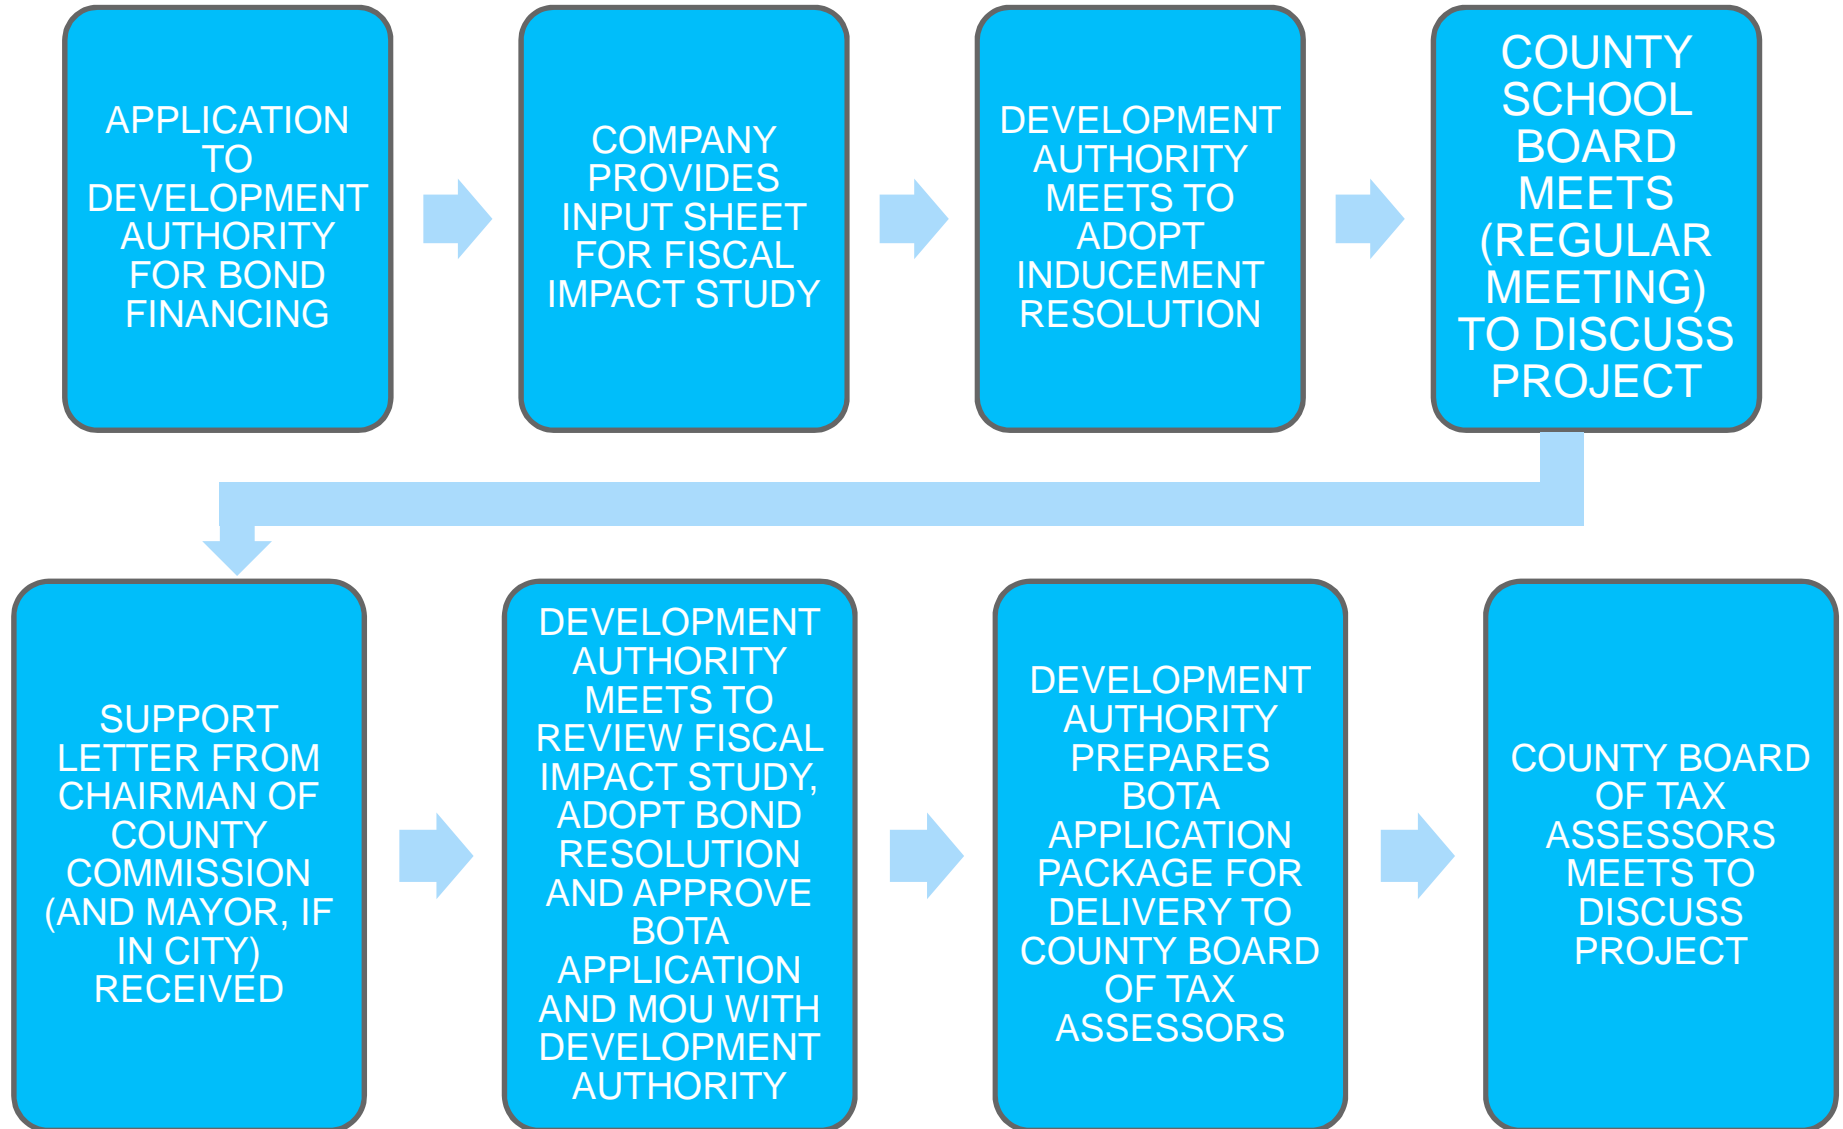 APPLICATION
TO
DEVELOPMENT
AUTHORITY
FOR BOND
FINANCING
COMPANY
PROVIDES
INPUT SHEET
FOR FISCAL
IMPACT STUDY
DEVELOPMENT
AUTHORITY
MEETS TO
ADOPT
INDUCEMENT
RESOLUTION
COUNTY
SCHOOL
BOARD
MEETS
(REGULAR
MEETING)
TO DISCUSS
PROJECT
SUPPORT
LETTER FROM
CHAIRMAN OF
COUNTY
COMMISSION
(AND MAYOR, IF
IN CITY)
RECEIVED
DEVELOPMENT
AUTHORITY
MEETS TO
REVIEW FISCAL
IMPACT STUDY,
ADOPT BOND
RESOLUTION
AND APPROVE
BOTA
APPLICATION
AND MOU WITH
DEVELOPMENT
AUTHORITY
DEVELOPMENT
AUTHORITY
PREPARES
BOTA
APPLICATION
PACKAGE FOR
DELIVERY TO
COUNTY BOARD
OF TAX
ASSESSORS
COUNTY BOARD
OF TAX
ASSESSORS
MEETS TO
DISCUSS
PROJECT